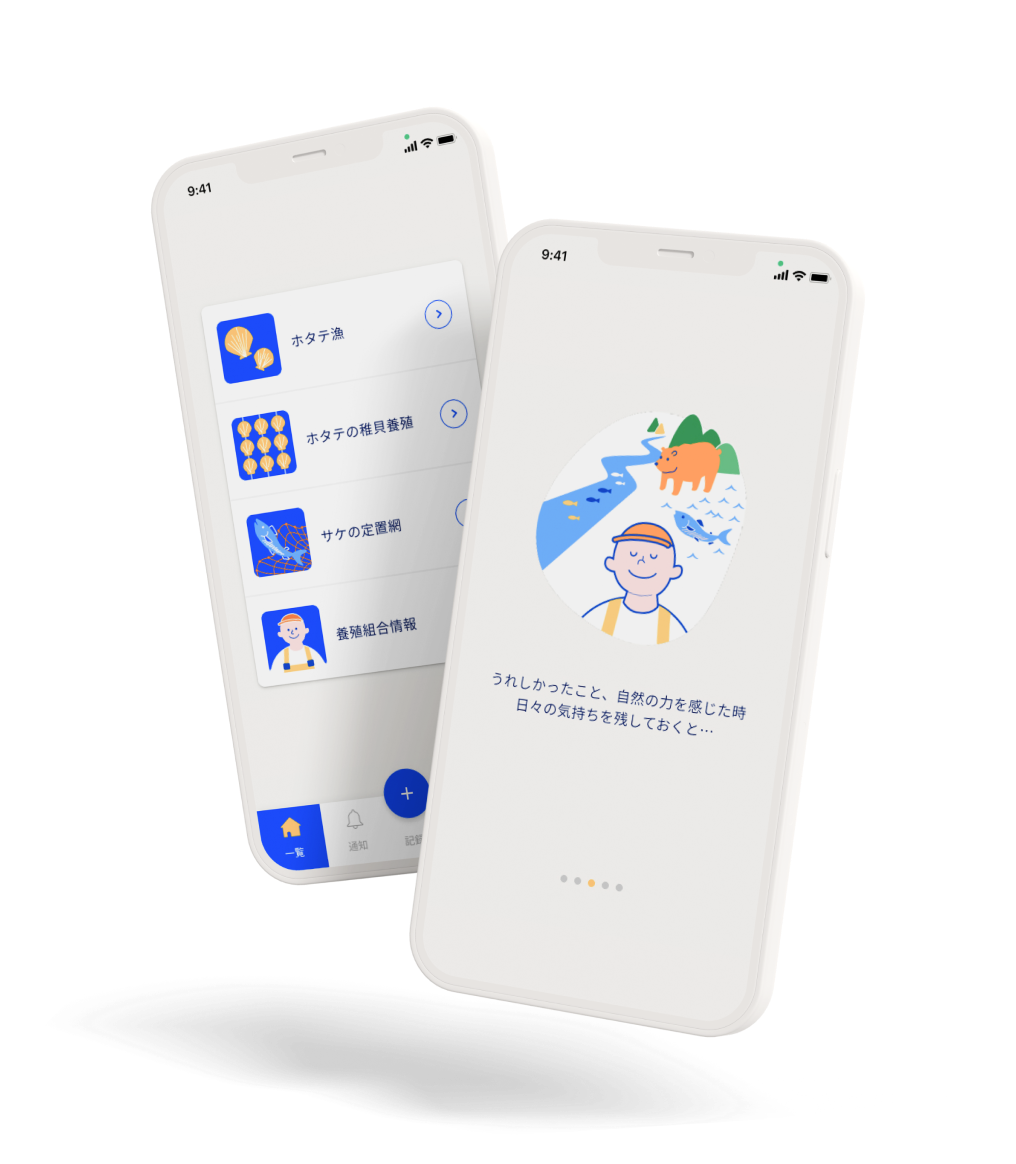 9:41
ホタテ漁
ホタテの稚貝養殖
サケの定置網
養殖組合情報
+
一覧
通知
9:41
うれしかったこと、自然の力を感じた時
日々の気持ちを残しておくと…